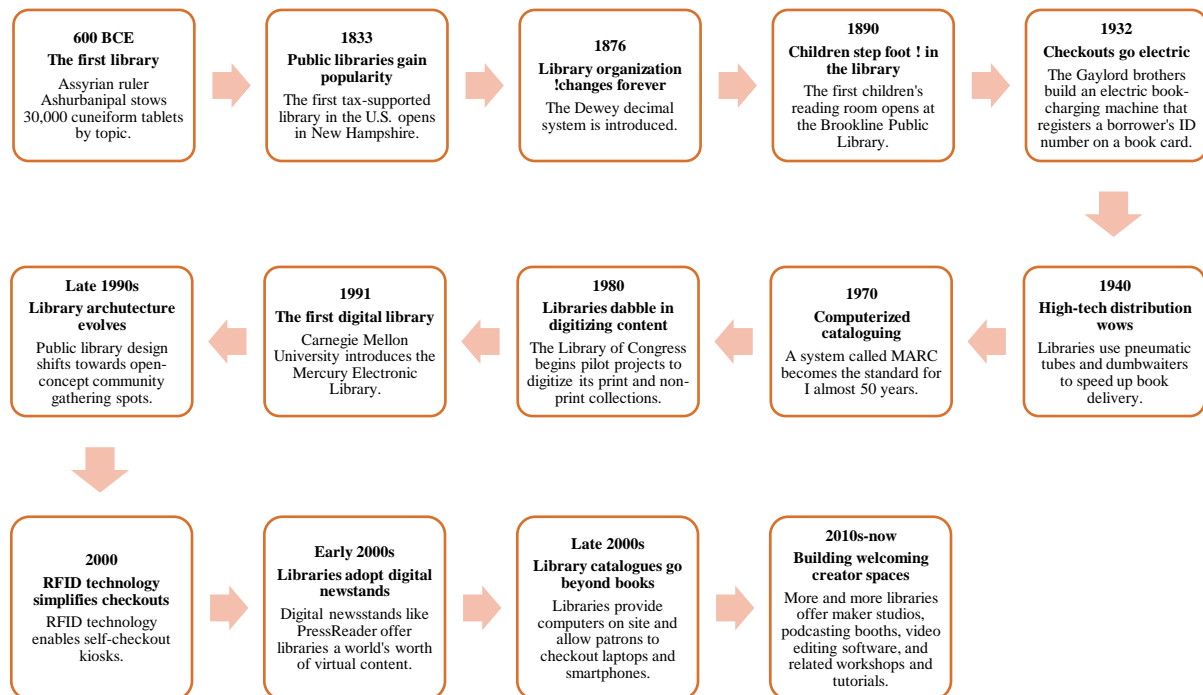 600 BCE
The first library
Assyrian ruler
Ashurbanipal stows
30,000 cuneiform tablets
by topic.
1833
Public libraries gain
popularity
The first tax-supported
library in the U.S. opens
in New Hampshire.
1876
Library organization
!changes forever
The Dewey decimal
system is introduced.
1890
Children step foot ! in
the library
The first children's
reading room opens at
the Brookline Public
Library.
1932
Checkouts go electric
The Gaylord brothers
build an electric book-
charging machine that
registers a borrower's ID
number on a book card.
1940
High-tech distribution
wows
Libraries use pneumatic
tubes and dumbwaiters
to speed up book
delivery.
1970
Computerized
cataloguing
A system called MARC
becomes the standard for
I almost 50 years.
1980
Libraries dabble in
digitizing content
The Library of Congress
begins pilot projects to
digitize its print and non-
print collections.
1991
The first digital library
Carnegie Mellon
University introduces the
Mercury Electronic
Library.
Late 1990s
Library archutecture
evolves
Public library design
shifts towards open-
concept community
gathering spots.
2000
RFID technology
simplifies checkouts
RFID technology
enables self-checkout
kiosks.
Early 2000s
Libraries adopt digital
newstands
Digital newsstands like
PressReader offer
libraries a world's worth
of virtual content.
Late 2000s
Library catalogues go
beyond books
Libraries provide
computers on site and
allow patrons to
checkout laptops and
smartphones.
2010s-now
Building welcoming
creator spaces
More and more libraries
offer maker studios,
podcasting booths, video
editing software, and
related workshops and
tutorials.